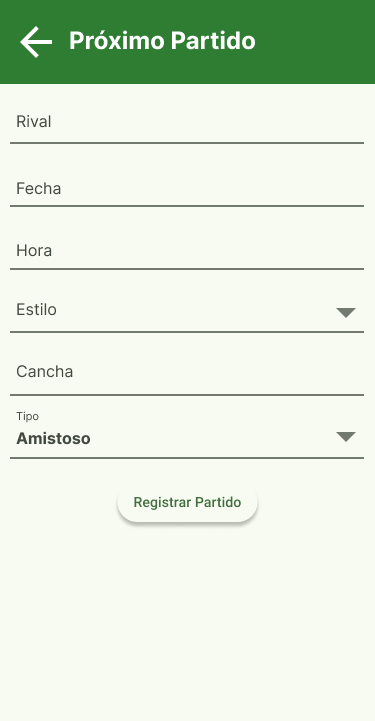 Próximo Partido
Rival
Fecha
Hora
Estilo
Cancha
Tipo
Amistoso
Registrar Partido